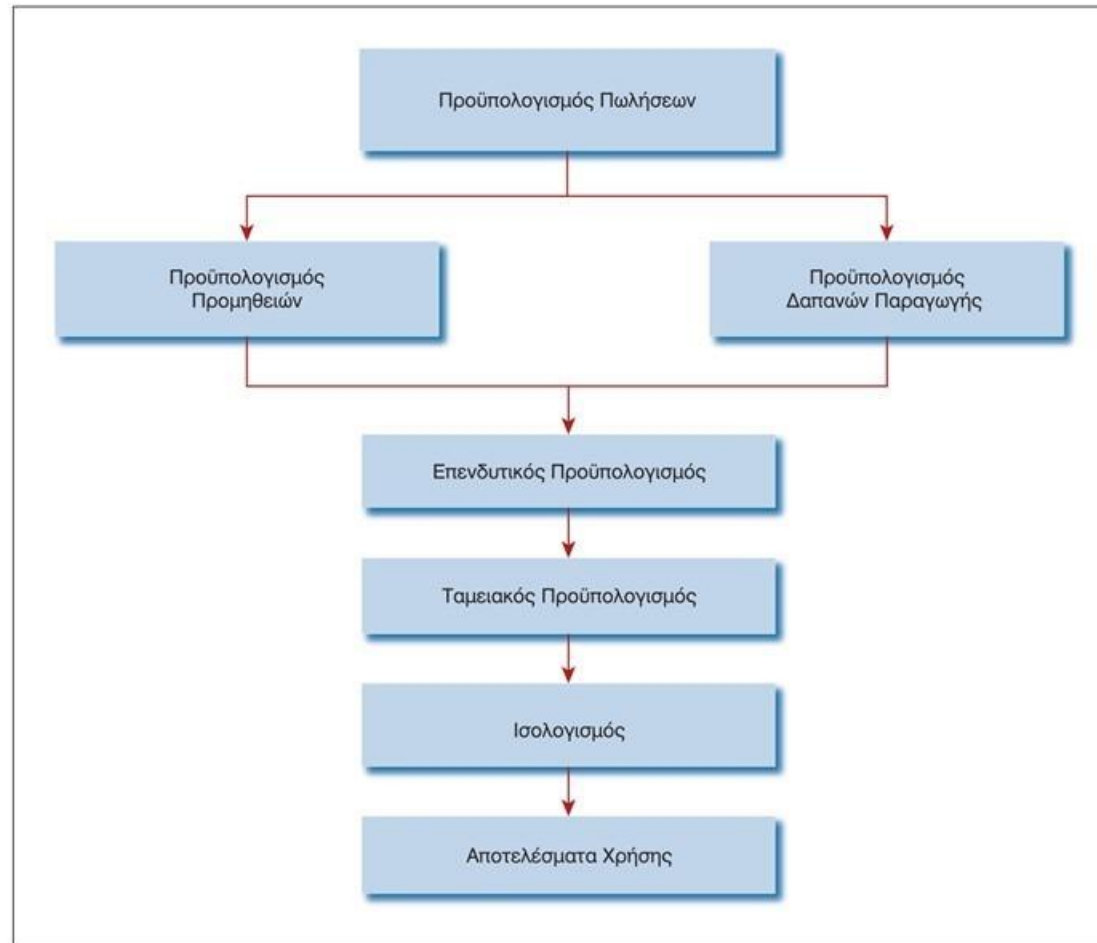 Προϋπολογισμός Πωλήσεων
Προϋπολογισμός
Προμηθειών
Προϋπολογισμός
Δαπανών Παραγωγής
Επενδυτικός Προϋπολογισμός
Ταμειακός Προϋπολογισμός
Ισολογισμός
Αποτελέσματα Χρήσης